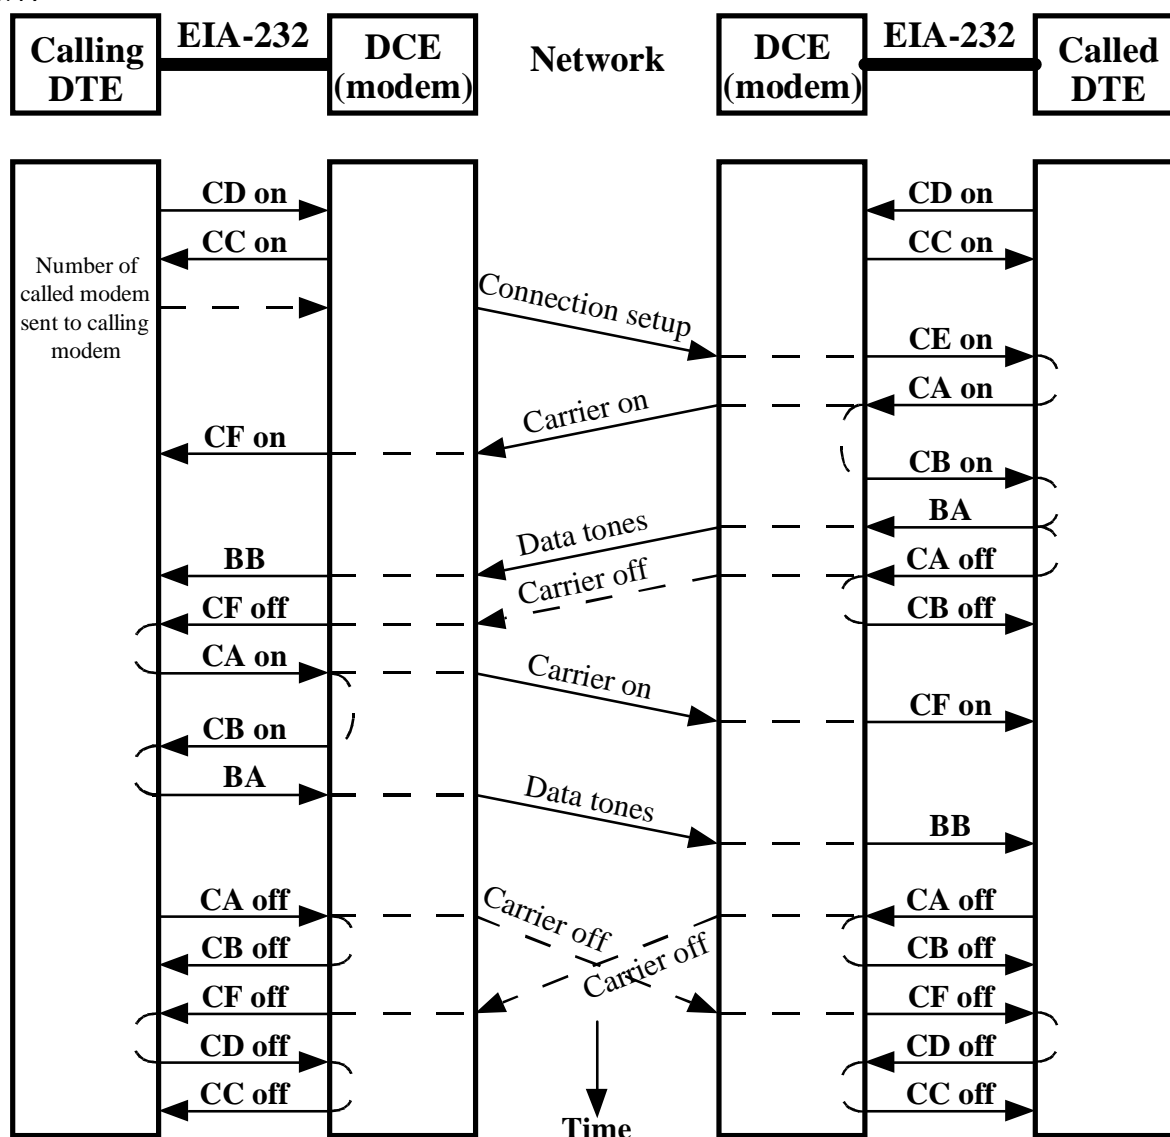 Calling
DTE
EIA-232
DCE
(modem)
Network
DCE
(modem)
EIA-232
Called
DTE
CD on
CD on
CC on
CC on
Number of
called modem
sent to calling
modem
Connection setup
CE on
CA on
Carrier on
CF on
CB on
BA
Data tones
BB
CA off
Carrier off
CF off
CB off
CA on
Carrier on
CF on
CB on
BA
Data tones
BB
CA off
Carrier off
CA off
CB off
Carrier off
CB off
CF off
CF off
CD off
CD off
CC off
CC off
Time